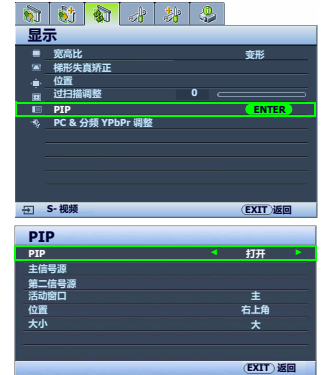 显示
宽高比 变形
梯形失真矫正
位置
过扫描调整 0
PIP ENTER
PC & 分频 YPbPr 调整
S- 视频 EXIT 返回
PIP
PIP 打开
主信号源
第二信号源
活动窗口 主
位置 右上角
大小 大
EXIT 返回